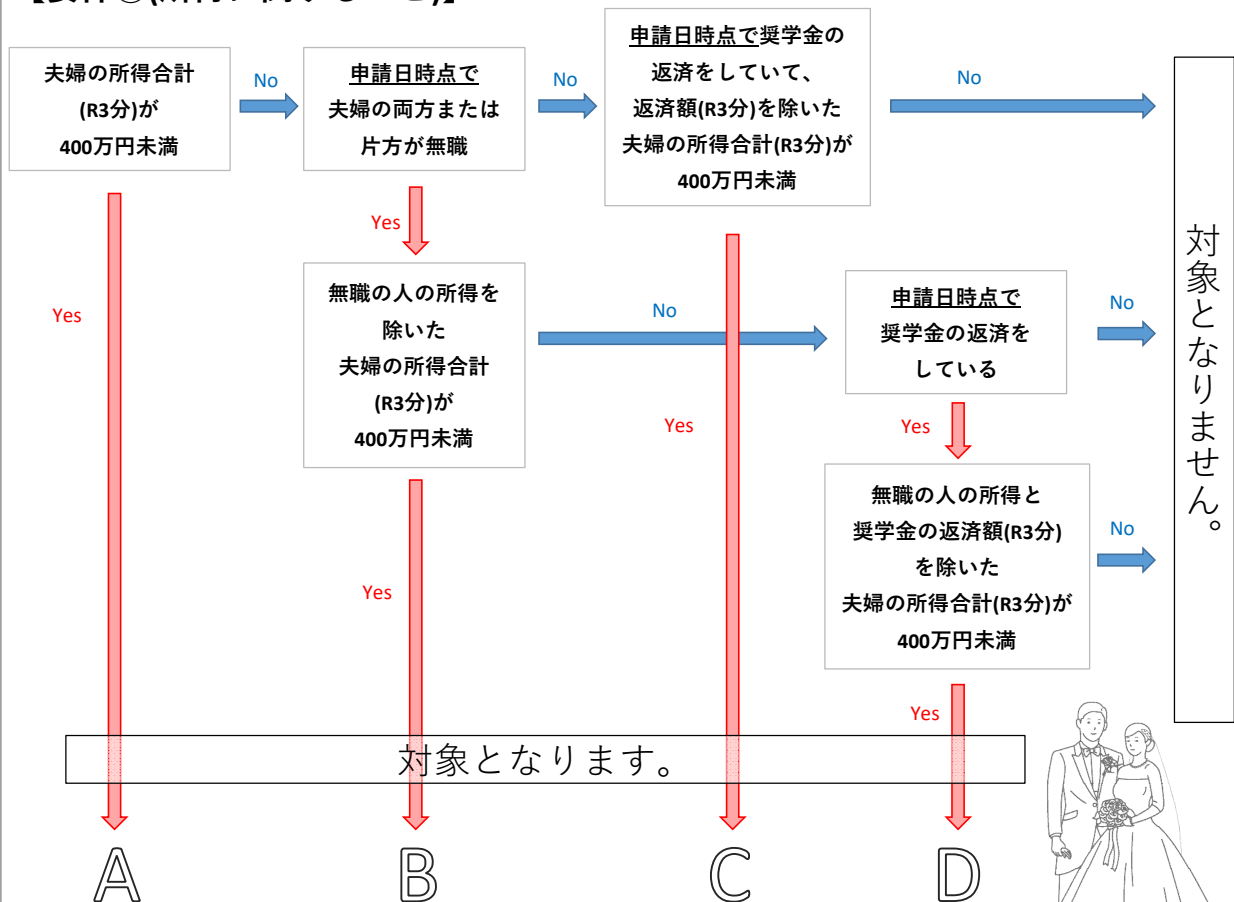 夫婦の所得合計
(R3分)が
400万円未満
No
申請日時点で
夫婦の両方または
片方が無職
No
申請日時点で奨学金の
返済をしていて、
返済額(R3分)を除いた
夫婦の所得合計(R3分)が
400万円未満
No
Yes
Yes
無職の人の所得を
除いた
夫婦の所得合計
(R3分)が
400万円未満
No
Yes
申請日時点で
奨学金の返済を
している
No
Yes
無職の人の所得と
奨学金の返済額(R3分)
を除いた
夫婦の所得合計(R3分)が
400万円未満
No
Yes
Yes
対象となりません。
対象となります。
A
B
C
D